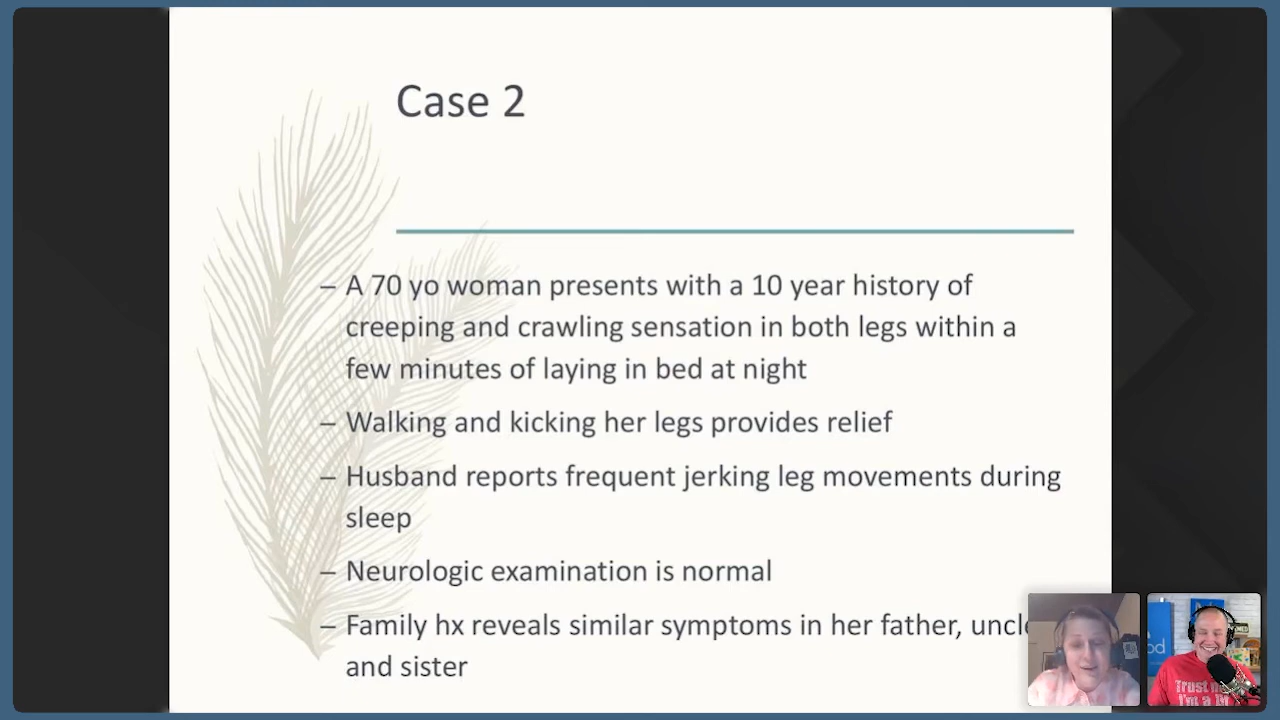 Case 2
– A 70 yo woman presents with a 10 year history of
creeping and crawling sensation in both legs within a
few minutes of laying in bed at night
– Walking and kicking her legs provides relief
– Husband reports frequent jerking leg movements during
sleep
– Neurologic examination is normal
– Family hx reveals similar symptoms in her father,
and sister
Trust
I'm a